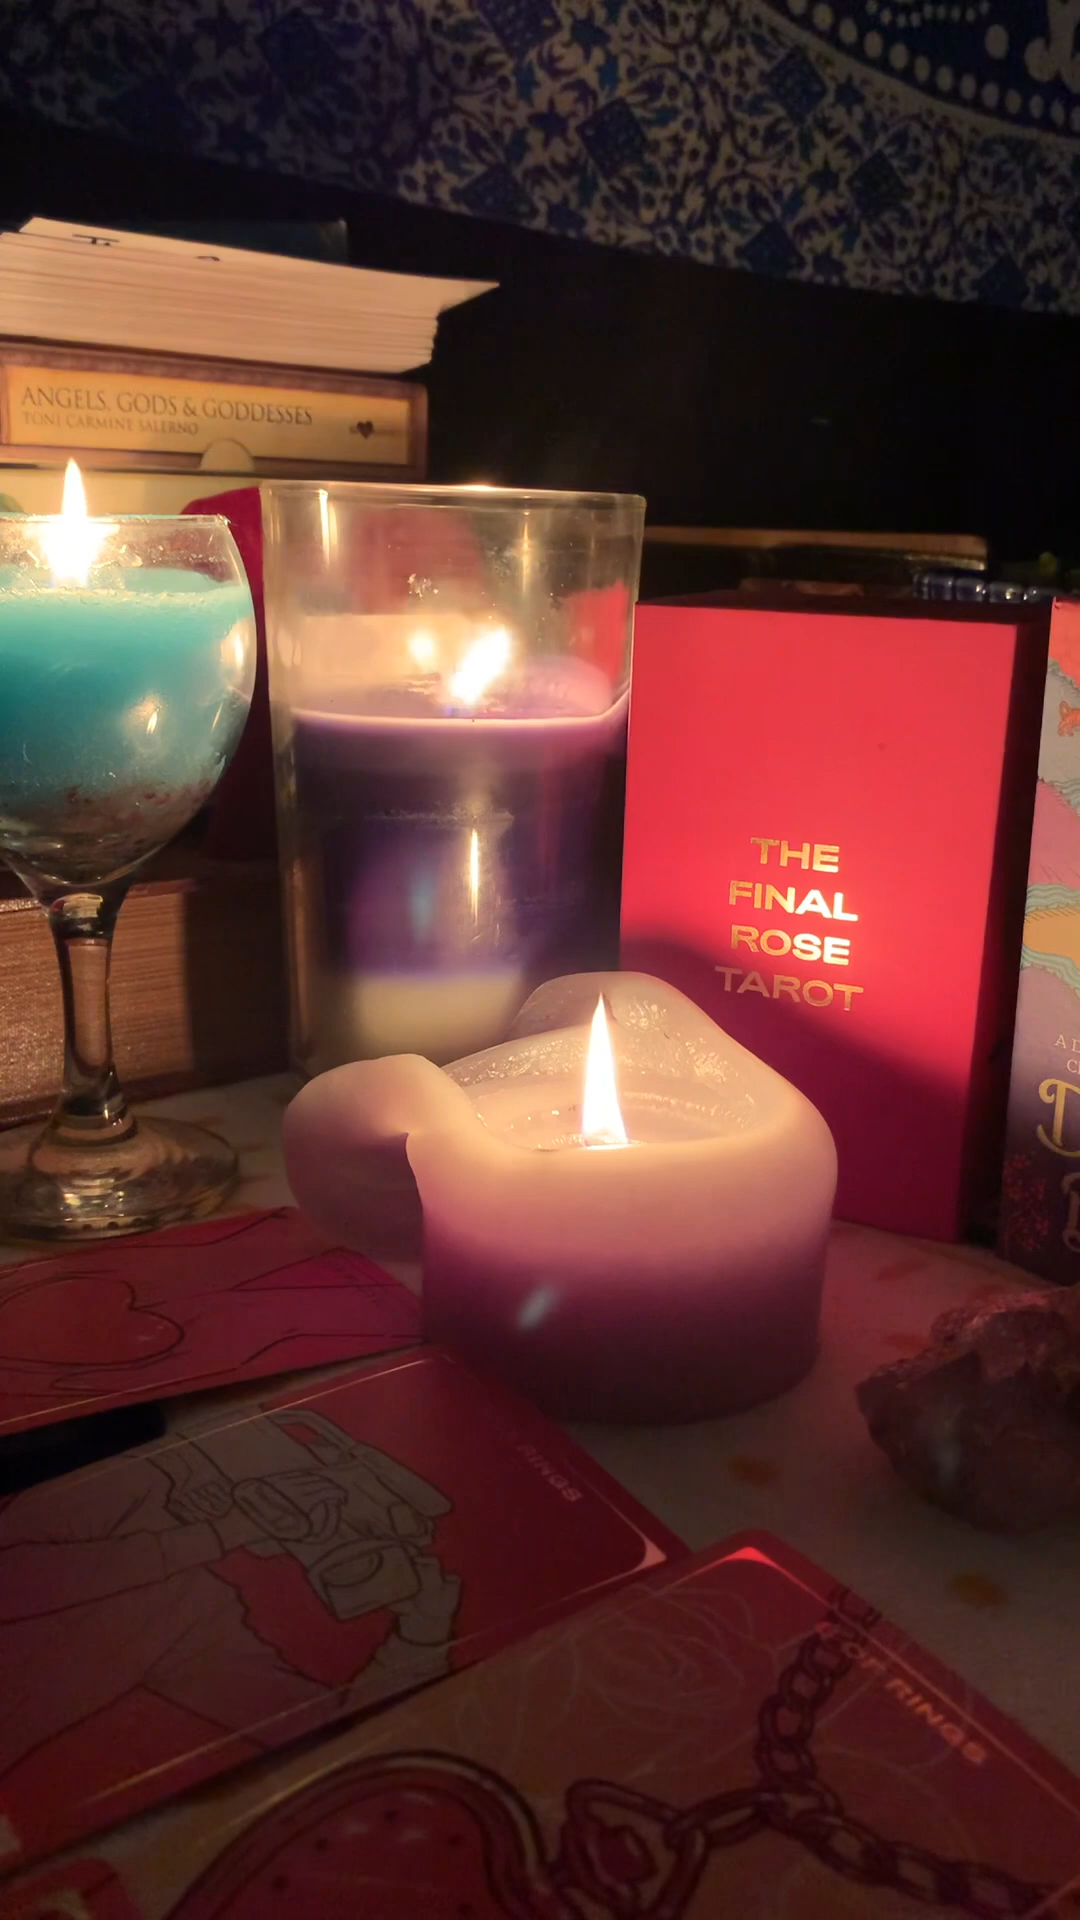 ANGELS, GODS & GODDESSES
TONI CARMINE SALERNO
THE
FINAL
ROSE
TAROT
A D
C
D
RINGS
OF RINGS